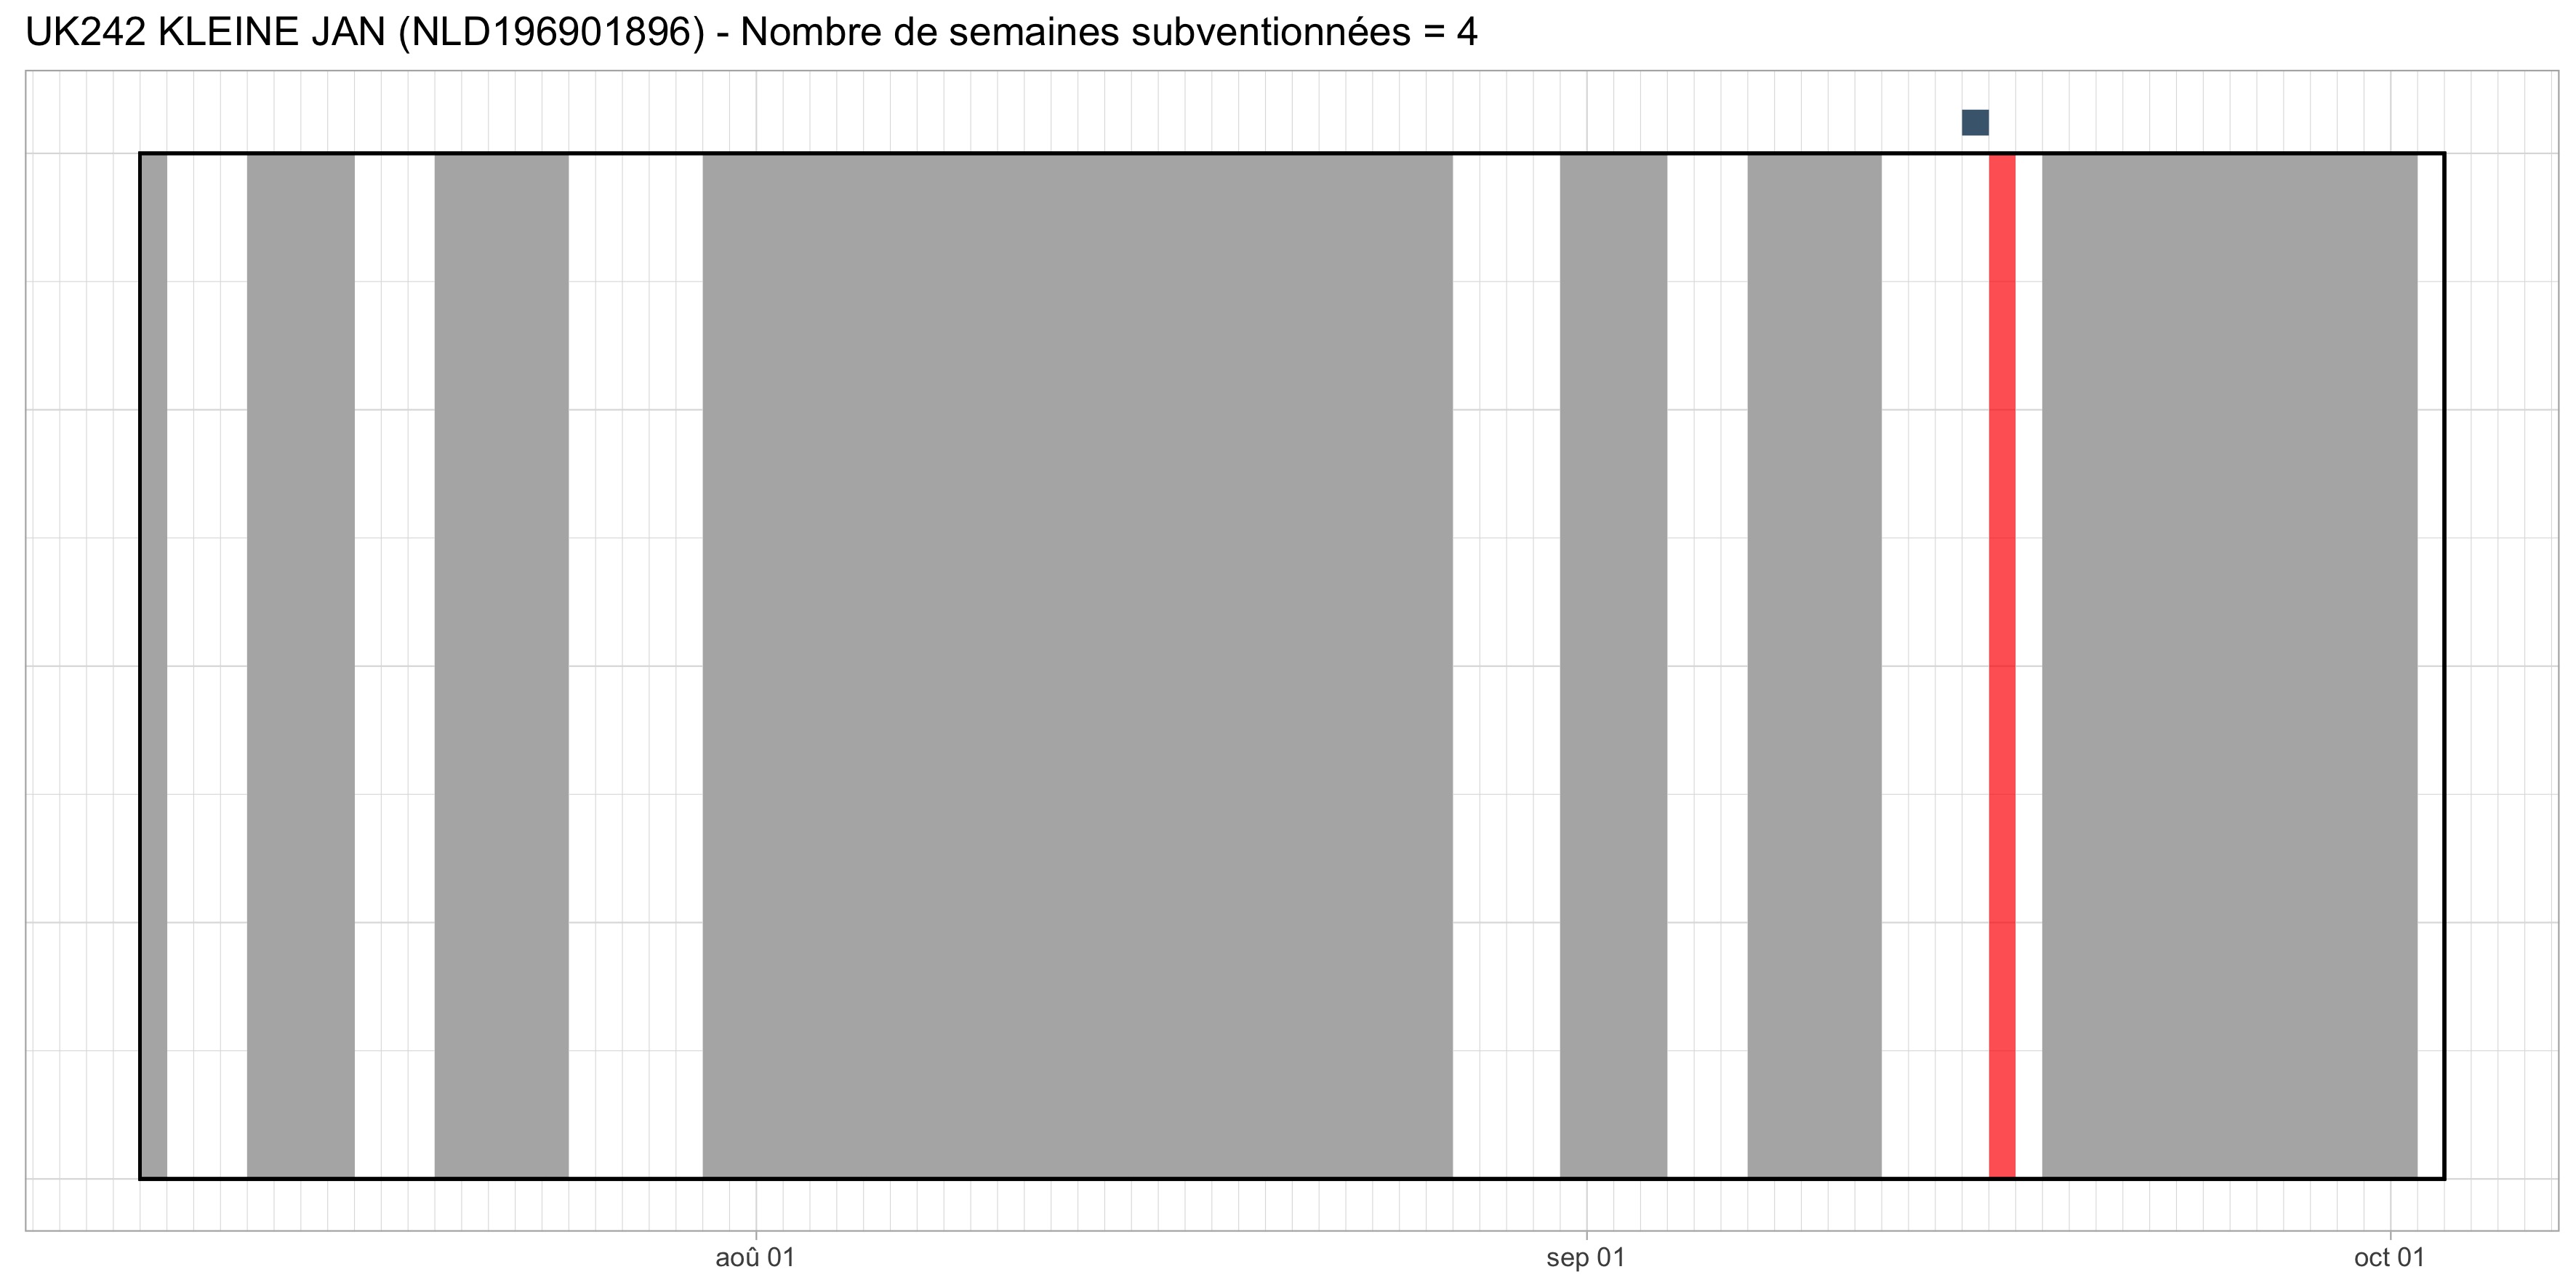 UK242 KLEINE JAN (NLD196901896) - Nombre de semaines subventionnées = 4
aoû 01
sep 01
oct 01